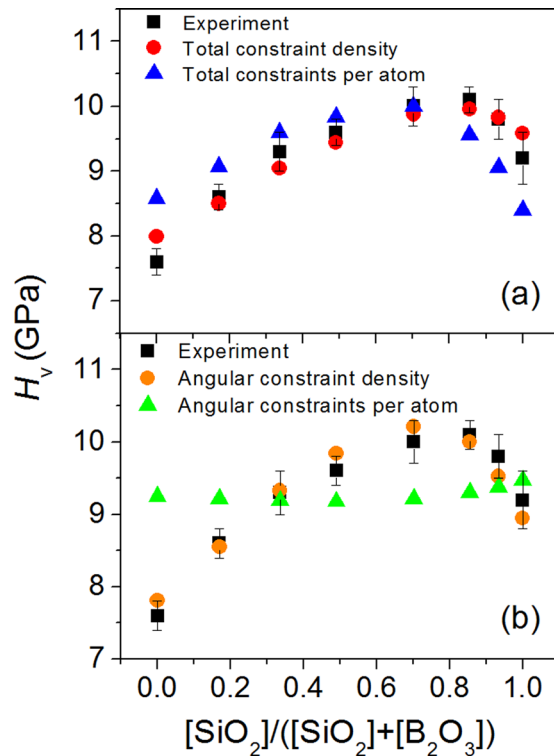 11
Experiment
Total constraint density
Total constraints per atom
10
9
8
7
(a)
Hv (GPa)
11
Experiment
Angular constraint density
Angular constraints per atom
10
9
8
7
(b)
0.0 0.2 0.4 0.6 0.8 1.0
[SiO2]/([SiO2]+[B2O3])